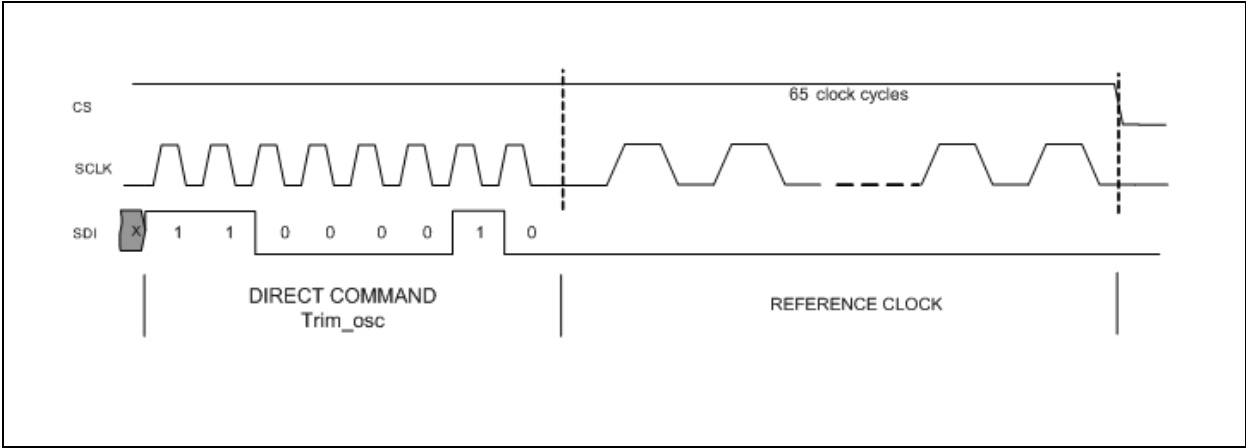 65 clock cycles
CS
SCLK
SDI X 1 1 0 0 0 0 1 0
DIRECT COMMAND
Trim_osc
REFERENCE CLOCK